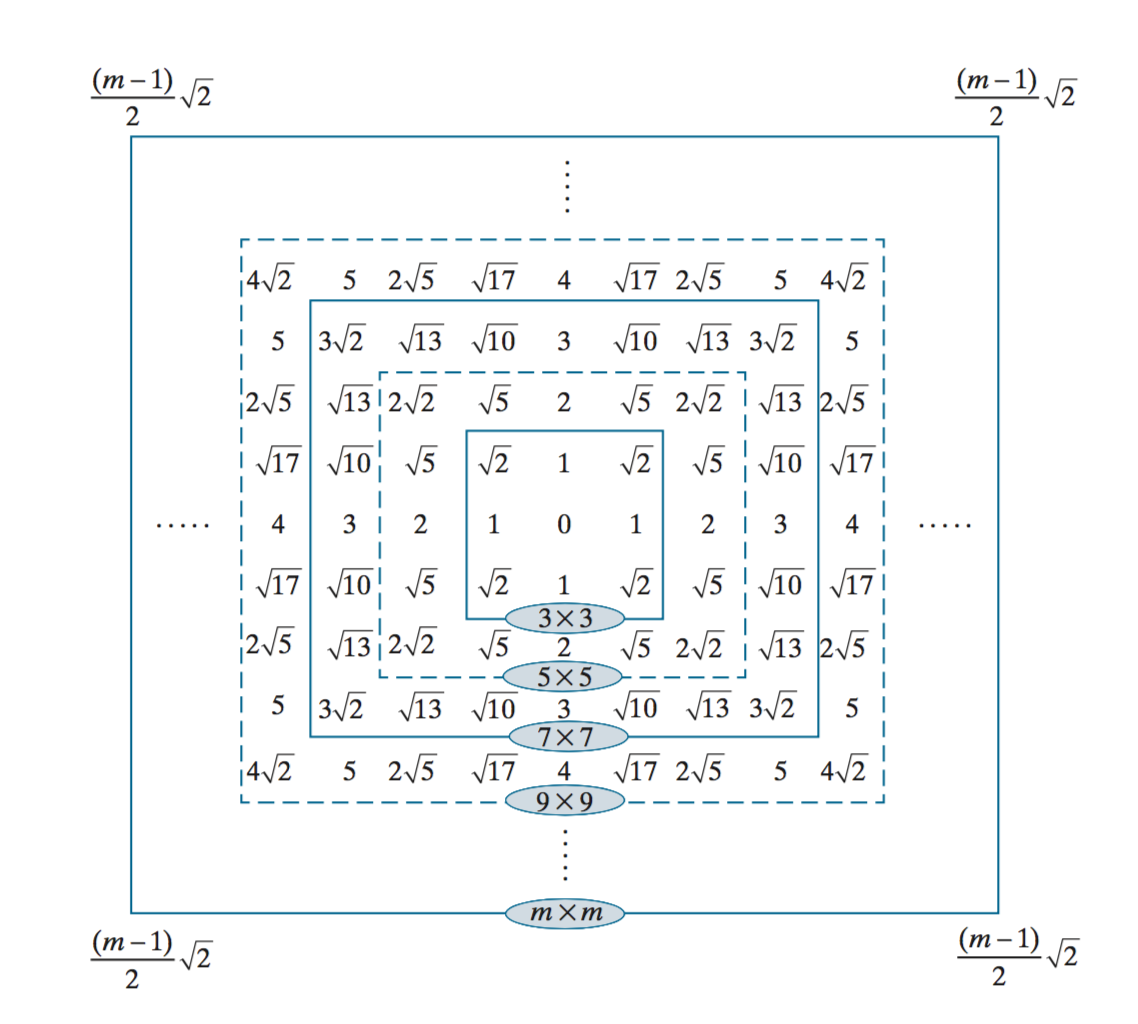 (m−1)/2 √2 (m−1)/2 √2
⋮
4√2 5 2√5 √17 4 √17 2√5 5 4√2
5 3√2 √13 √10 3 √10 √13 3√2 5
2√5 √13 2√2 √5 2 √5 2√2 √13 2√5
√17 √10 √5 √2 1 √2 √5 √10 √17
..... 4 3 2 1 0 1 2 3 4 .....
√17 √10 √5 √2 1 √2 √5 √10 √17
3×3
2√5 √13 2√2 √5 2 √5 2√2 √13 2√5
5×5
5 3√2 √13 √10 3 √10 √13 3√2 5
7×7
4√2 5 2√5 √17 4 √17 2√5 5 4√2
9×9
⋮
m×m
(m−1)/2 √2 (m−1)/2 √2